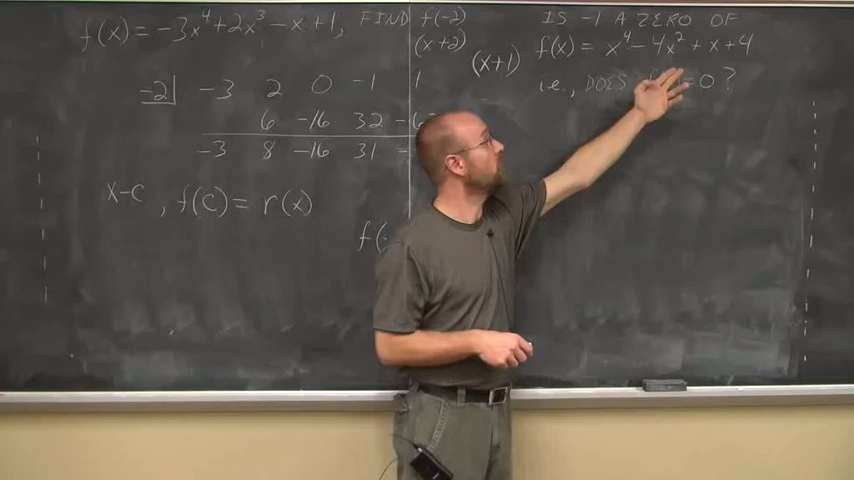 f(x) = -3x⁴+2x³-x+1, FIND f(-2)
(x+2)
-2| -3 2 0 -1 1
6 -16 32
-3 8 -16 31
x-c , f(c) = r(x)
IS -1 A ZERO OF
(x+1) f(x) = x⁴-4x²+x+4
i.e., DOES =0?